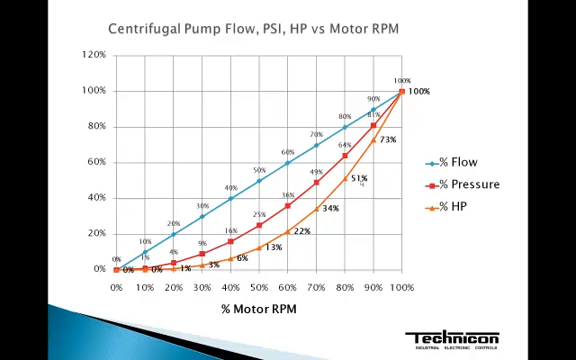 Centrifugal Pump Flow, PSI, HP vs Motor RPM
120%
100%
80%
60%
40%
20%
0%
0% 10% 20% 30% 40% 50% 60% 70% 80% 90% 100%
0% 10% 20% 30% 40% 50% 60% 70% 80% 90% 100%
1% 4% 9% 16% 25% 36% 49% 64% 81%
0% 0% 1% 3% 6% 13% 22% 34% 51% 73% 100%
% Flow
% Pressure
% HP
% Motor RPM
Technicon
INDUSTRIAL ELECTRONIC CONTROLS